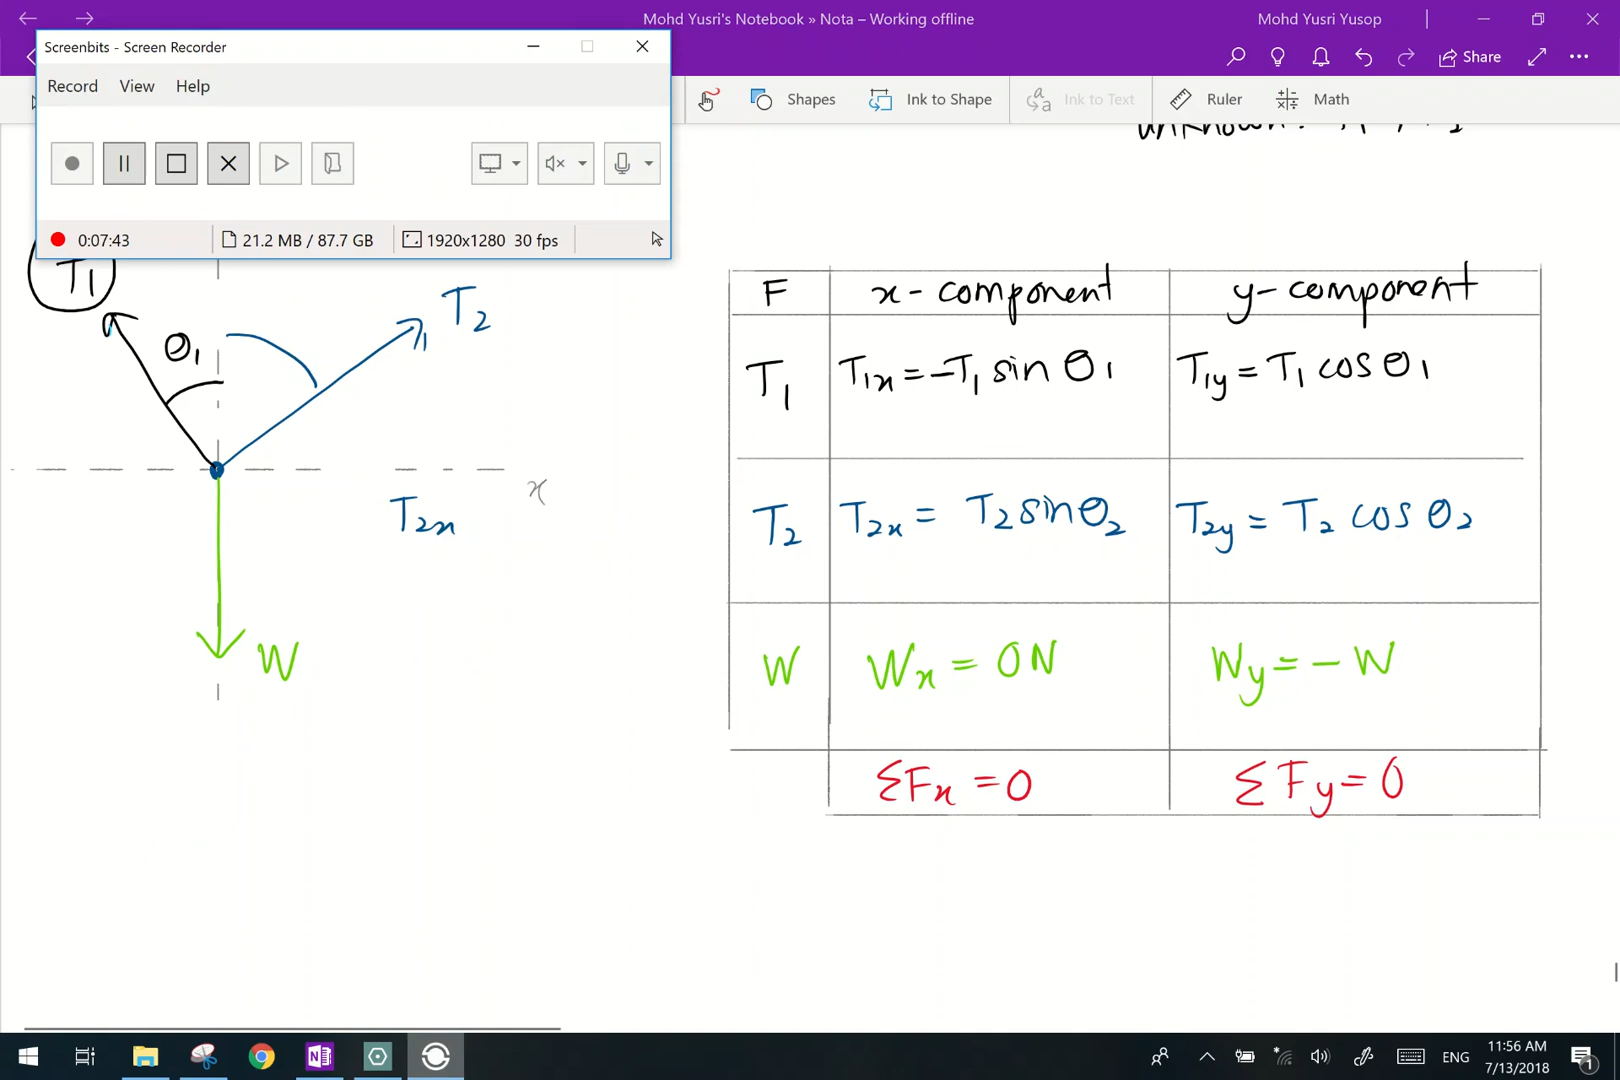 Mohd Yusri's Notebook » Nota – Working offline
Mohd Yusri Yusop
Screenbits - Screen Recorder
Record View Help
Share
Shapes
Ink to Shape
Ink to Text
Ruler
Math
0:07:43
21.2 MB / 87.7 GB
1920x1280 30 fps
unknown:
T1
θ1
T2
x
T2x
W
F x-component y-component
T1 T1x = -T1 sin θ1 T1y = T1 cos θ1
T2 T2x = T2 sin θ2 T2y = T2 cos θ2
W Wx = 0 N Wy = - W
ΣFx = 0 ΣFy = 0
ENG
11:56 AM
7/13/2018
1